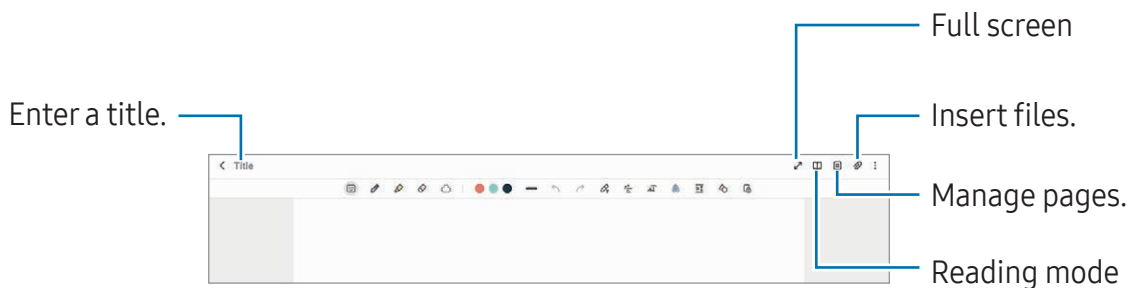 Full screen
Enter a title.
Insert files.
Title
Manage pages.
Reading mode